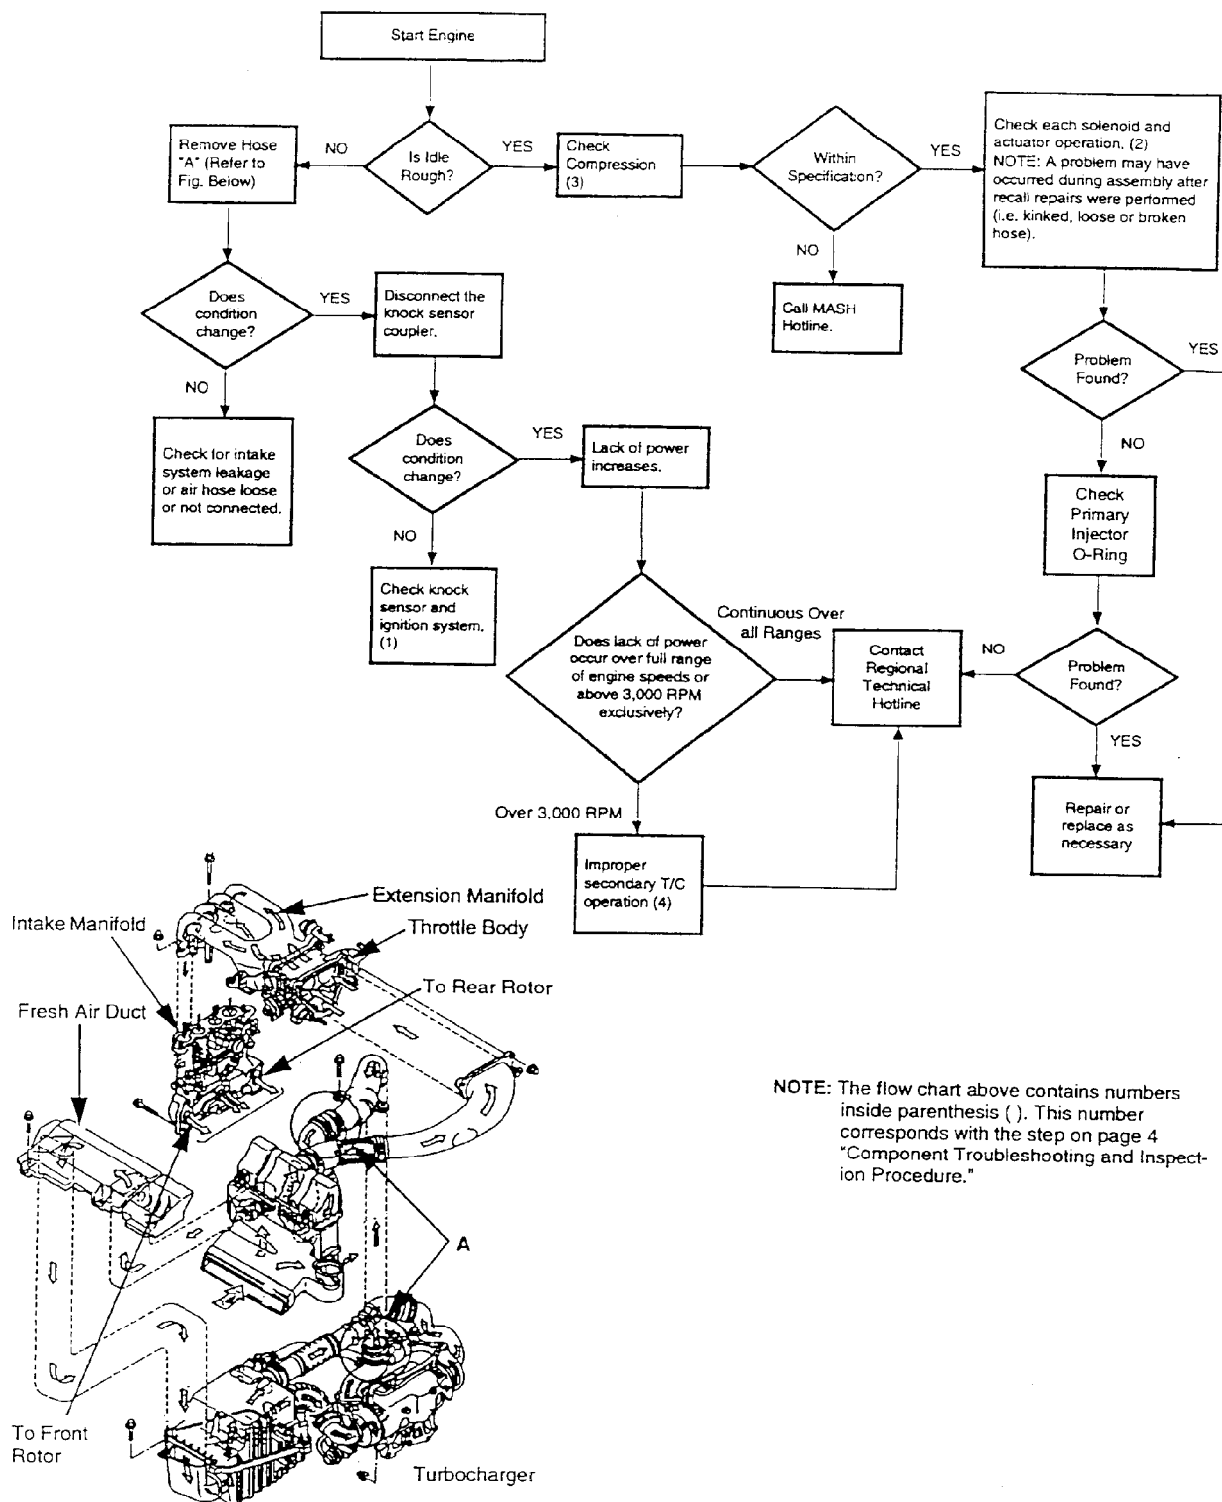 Start Engine
Remove Hose
"A" (Refer to
Fig. Below)
NO
Is Idle
Rough?
YES
Check
Compression
(3)
Within
Specification?
YES
Check each solenoid and
actuator operation. (2)
NOTE: A problem may have
occurred during assembly after
recall repairs were performed
(i.e. kinked, loose or broken
hose).
NO
Call MASH
Hotline.
Does
condition
change?
YES
Disconnect the
knock sensor
coupler.
NO
Check for intake
system leakage
or air hose loose
or not connected.
Problem
Found?
YES
NO
Does
condition
change?
YES
Lack of power
increases.
NO
Check knock
sensor and
ignition system.
(1)
Check
Primary
Injector
O-Ring
Does lack of power
occur over full range
of engine speeds or
above 3,000 RPM
exclusively?
Continuous Over
all Ranges
Contact
Regional
Technical
Hotline
NO
Problem
Found?
YES
Over 3,000 RPM
Improper
secondary T/C
operation (4)
Repair or
replace as
necessary
Extension Manifold
Intake Manifold
Throttle Body
To Rear Rotor
Fresh Air Duct
A
To Front
Rotor
Turbocharger
NOTE: The flow chart above contains numbers
inside parenthesis ( ). This number
corresponds with the step on page 4
"Component Troubleshooting and Inspect-
ion Procedure."